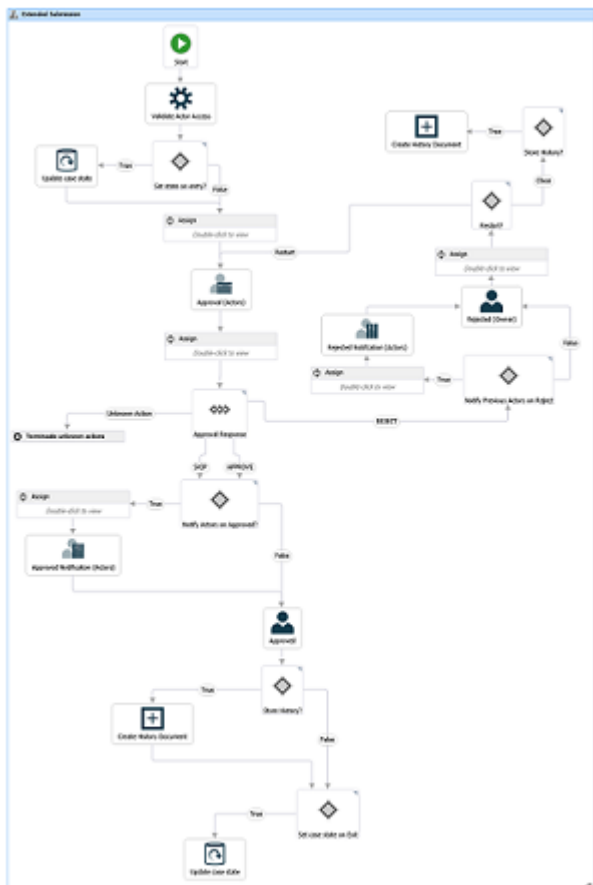 Extended Submission
Start
Validate Actor Access
Set state on entry?
True
Update case state
False
Assign
Double-click to view
Restart
Approval (Actors)
Assign
Double-click to view
Approval Response
Unknown Action
Terminate unknown actions
REJECT
SKIP
APPROVE
Notify Actors on Approved?
True
Assign
Double-click to view
Approved Notification (Actors)
False
Approved
Store History?
True
Create History Document
False
Set case state on Exit
True
Update case state
Notify Previous Actors on Reject
True
Assign
Double-click to view
Rejected Notification (Actors)
False
Rejected (Owner)
Assign
Double-click to view
Restart?
Store History?
True
Create History Document